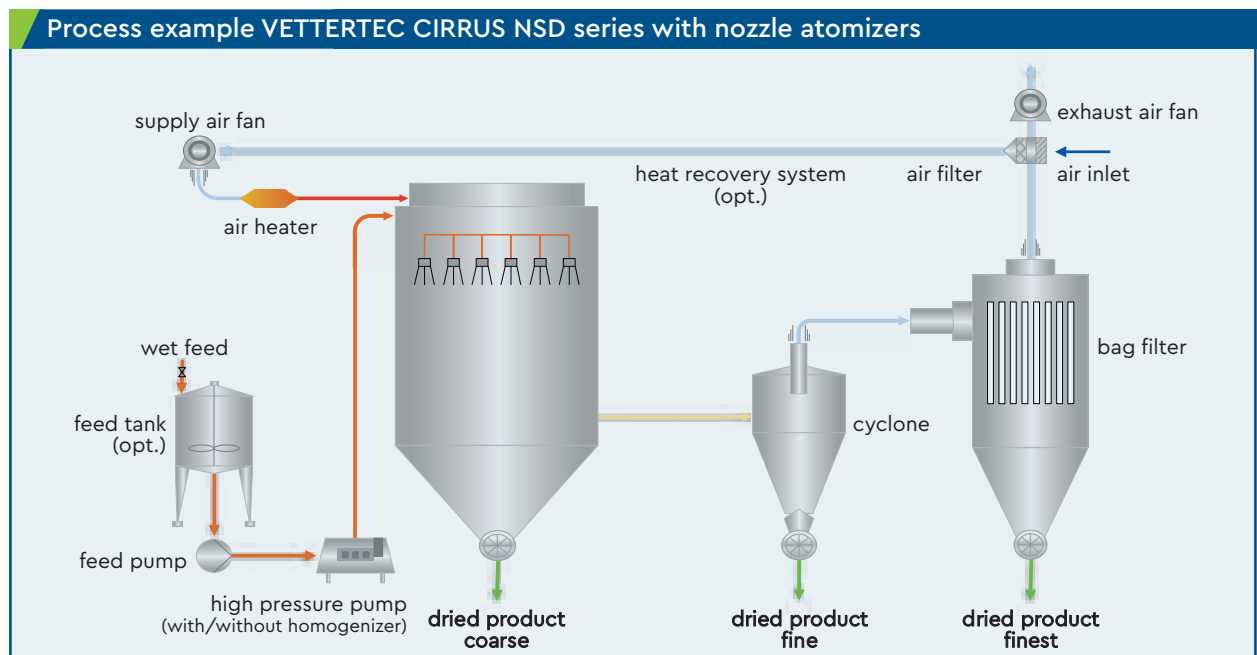 Process example VETTERTEC CIRRUS NSD series with nozzle atomizers
supply air fan
exhaust air fan
heat recovery system
(opt.)
air filter
air inlet
air heater
wet feed
bag filter
feed tank
(opt.)
cyclone
feed pump
high pressure pump
(with/without homogenizer)
dried product
coarse
dried product
fine
dried product
finest